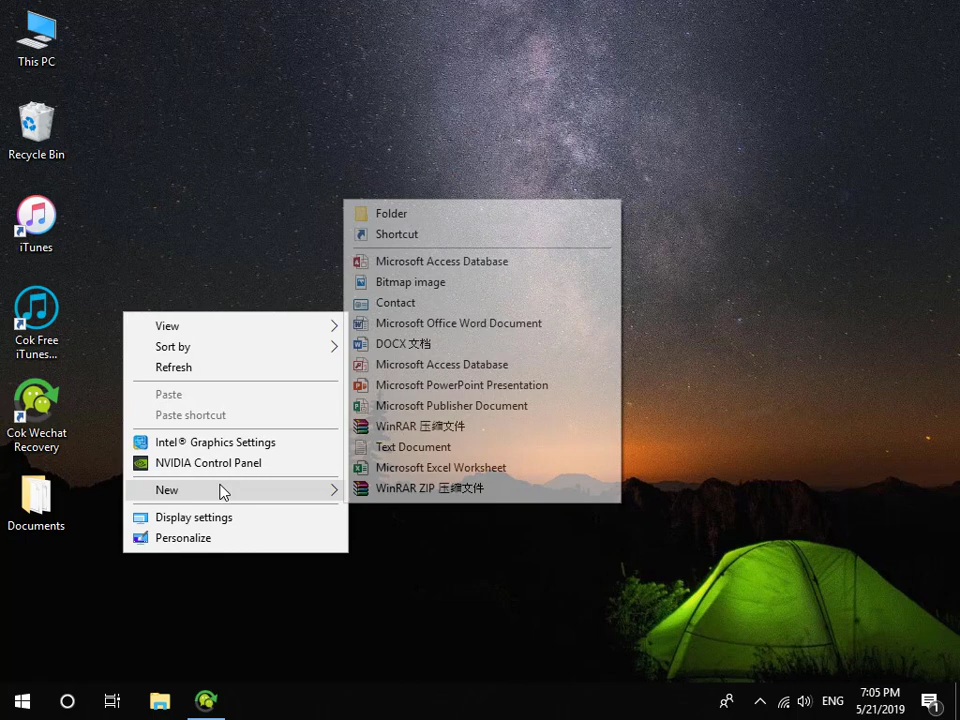 This PC
Recycle Bin
iTunes
Cok Free
iTunes...
Cok Wechat
Recovery
Documents
View
Sort by
Refresh
Paste
Paste shortcut
Intel® Graphics Settings
NVIDIA Control Panel
New
Display settings
Personalize
Folder
Shortcut
Microsoft Access Database
Bitmap image
Contact
Microsoft Office Word Document
DOCX 文档
Microsoft Access Database
Microsoft PowerPoint Presentation
Microsoft Publisher Document
WinRAR 压缩文件
Text Document
Microsoft Excel Worksheet
WinRAR ZIP 压缩文件
ENG
7:05 PM
5/21/2019
1